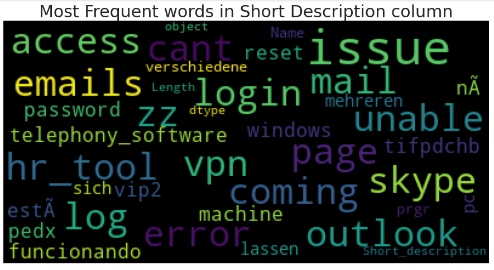 Most Frequent words in Short Description column
object Name
access cant issue
verschiedene reset
emails Length login mail
dtype mehreren nÃ
password zz unable
telephony_software windows tifpdchb
hr_tool vpn page
sich vip2 coming skype
estÃ log machine prgr pc
pedx error outlook
funcionando lassen Short_description